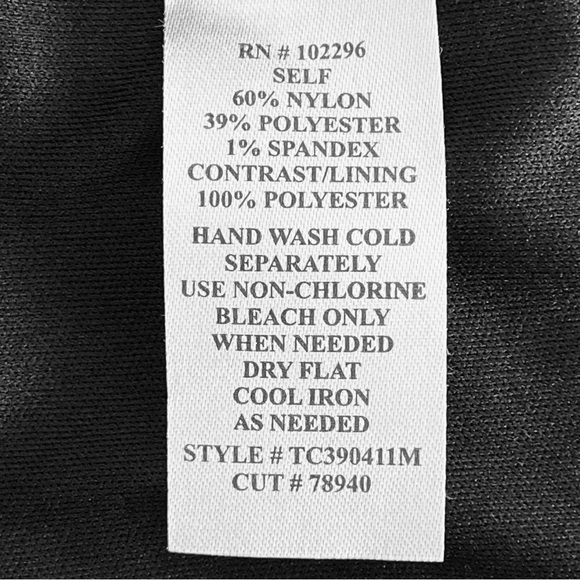 RN # 102296
SELF
60% NYLON
39% POLYESTER
1% SPANDEX
CONTRAST/LINING
100% POLYESTER
HAND WASH COLD
SEPARATELY
USE NON-CHLORINE
BLEACH ONLY
WHEN NEEDED
DRY FLAT
COOL IRON
AS NEEDED
STYLE # TC390411M
CUT # 78940